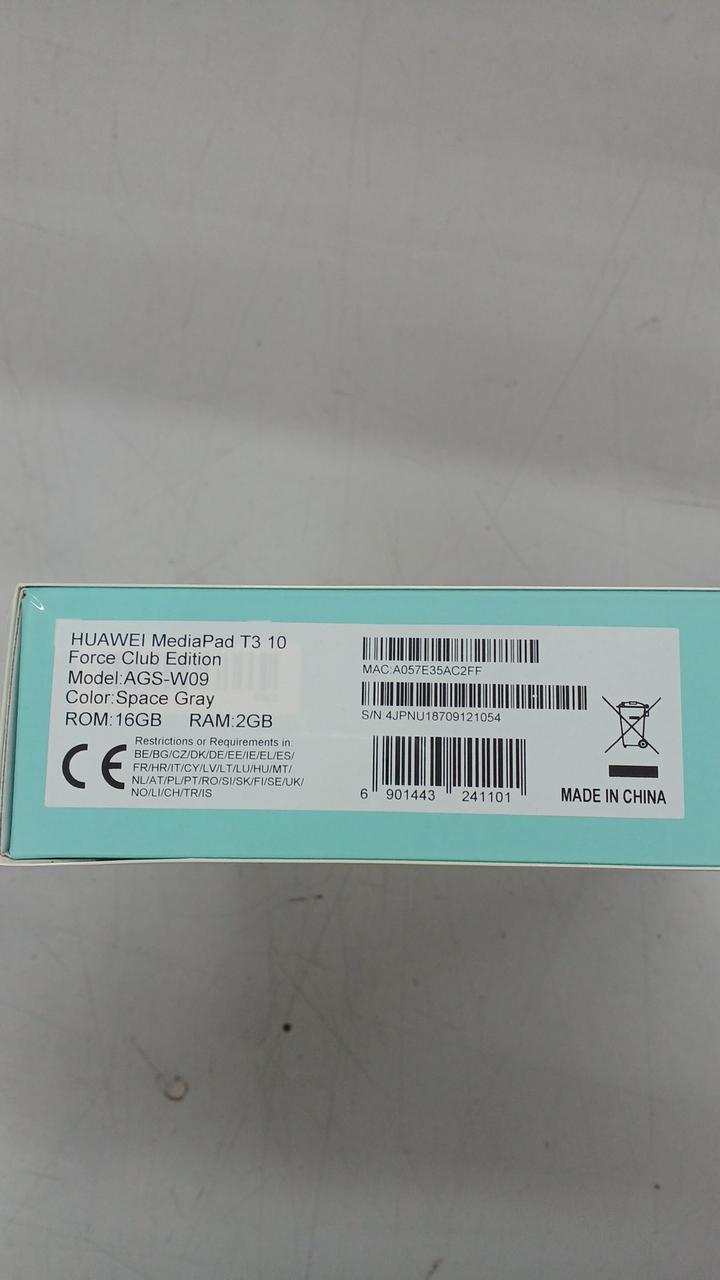 HUAWEI MediaPad T3 10
Force Club Edition
Model:AGS-W09
Color:Space Gray
ROM:16GB RAM:2GB
CE
Restrictions or Requirements in:
BE/BG/CZ/DK/DE/EE/IE/EL/ES/
FR/HR/IT/CY/LV/LT/LU/HU/MT/
NL/AT/PL/PT/RO/SI/SK/FI/SE/UK/
NO/LI/CH/TR/IS
MAC:A057E35AC2FF
S/N 4JPNU18709121054
6 901443 241101
MADE IN CHINA